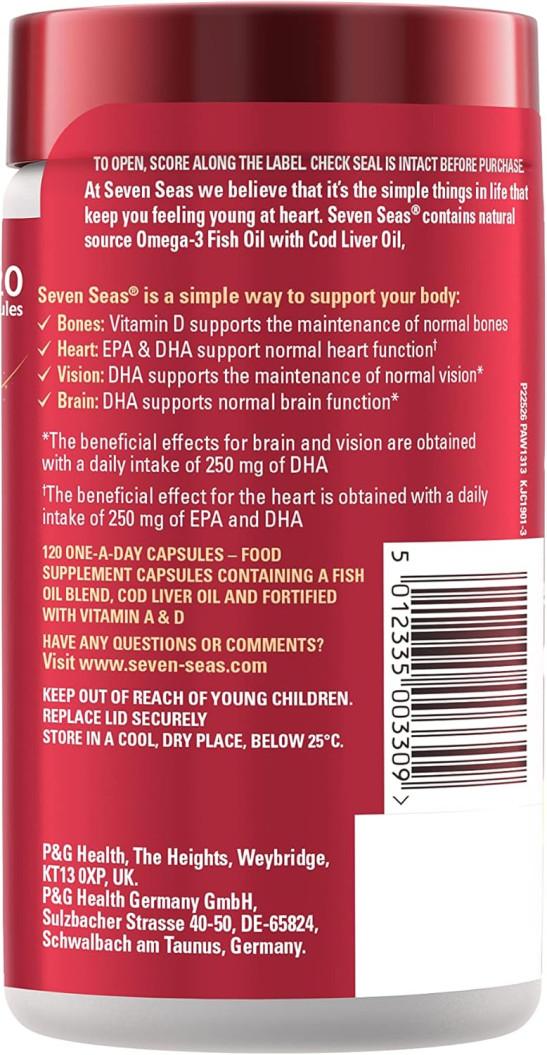 TO OPEN, SCORE ALONG THE LABEL. CHECK SEAL IS INTACT BEFORE PURCHASE.
At Seven Seas we believe that it's the simple things in life that
keep you feeling young at heart. Seven Seas® contains natural
source Omega-3 Fish Oil with Cod Liver Oil,
20
ules
Seven Seas® is a simple way to support your body:
✓ Bones: Vitamin D supports the maintenance of normal bones
✓ Heart: EPA & DHA support normal heart function†
✓ Vision: DHA supports the maintenance of normal vision*
✓ Brain: DHA supports normal brain function*
*The beneficial effects for brain and vision are obtained
with a daily intake of 250 mg of DHA
†The beneficial effect for the heart is obtained with a daily
intake of 250 mg of EPA and DHA
P22526 PAW1313 KJC1901-3
120 ONE-A-DAY CAPSULES – FOOD
SUPPLEMENT CAPSULES CONTAINING A FISH
OIL BLEND, COD LIVER OIL AND FORTIFIED
WITH VITAMIN A & D
HAVE ANY QUESTIONS OR COMMENTS?
Visit www.seven-seas.com
KEEP OUT OF REACH OF YOUNG CHILDREN.
REPLACE LID SECURELY
STORE IN A COOL, DRY PLACE, BELOW 25°C.
5 012335 003309 >
P&G Health, The Heights, Weybridge,
KT13 0XP, UK.
P&G Health Germany GmbH,
Sulzbacher Strasse 40-50, DE-65824,
Schwalbach am Taunus, Germany.